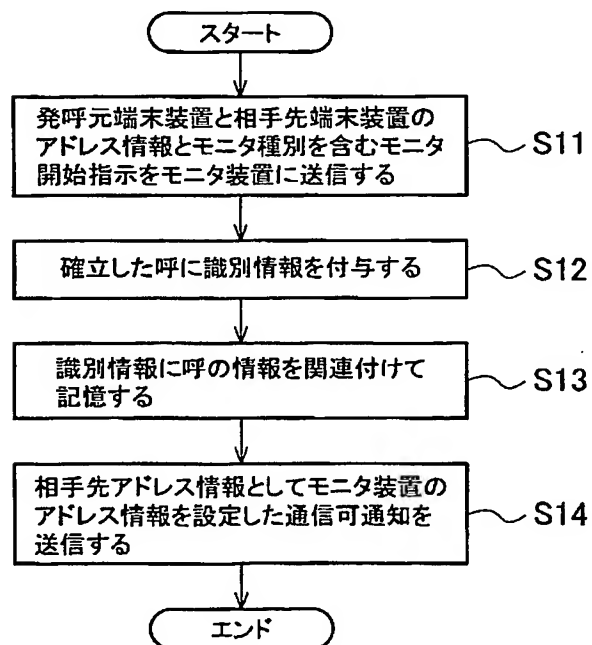 スタート
発呼元端末装置と相手先端末装置の
アドレス情報とモニタ種別を含むモニタ
開始指示をモニタ装置に送信する
S11
確立した呼に識別情報を付与する
S12
識別情報に呼の情報を関連付けて
記憶する
S13
相手先アドレス情報としてモニタ装置の
アドレス情報を設定した通信可通知を
送信する
S14
エンド